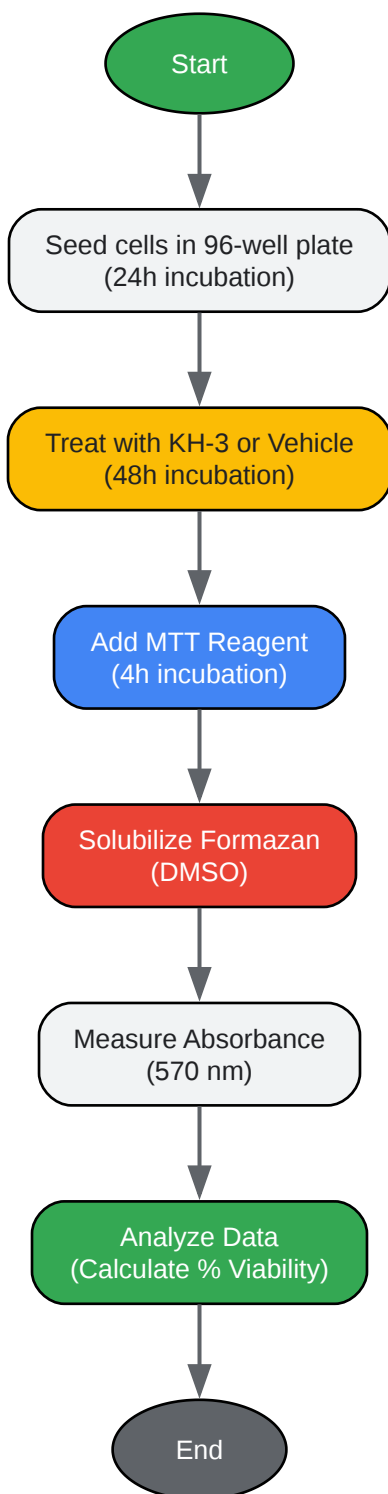 Start
Seed cells in 96-well plate
(24h incubation)
Treat with KH-3 or Vehicle
(48h incubation)
Add MTT Reagent
(4h incubation)
Solubilize Formazan
(DMSO)
Measure Absorbance
(570 nm)
Analyze Data
(Calculate % Viability)
End